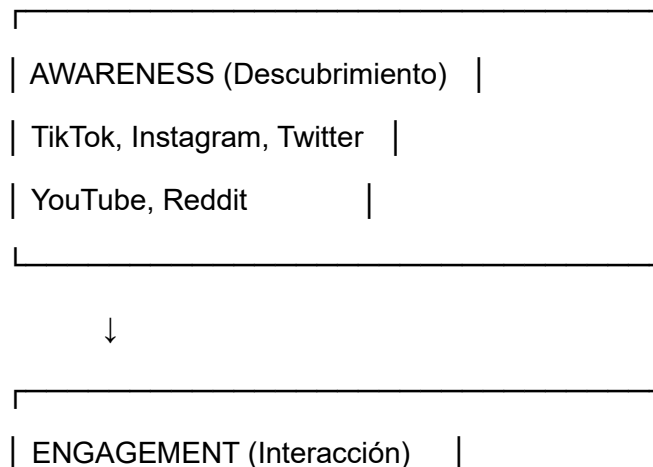 AWARENESS (Descubrimiento)
TikTok, Instagram, Twitter
YouTube, Reddit
↓
ENGAGEMENT (Interacción)